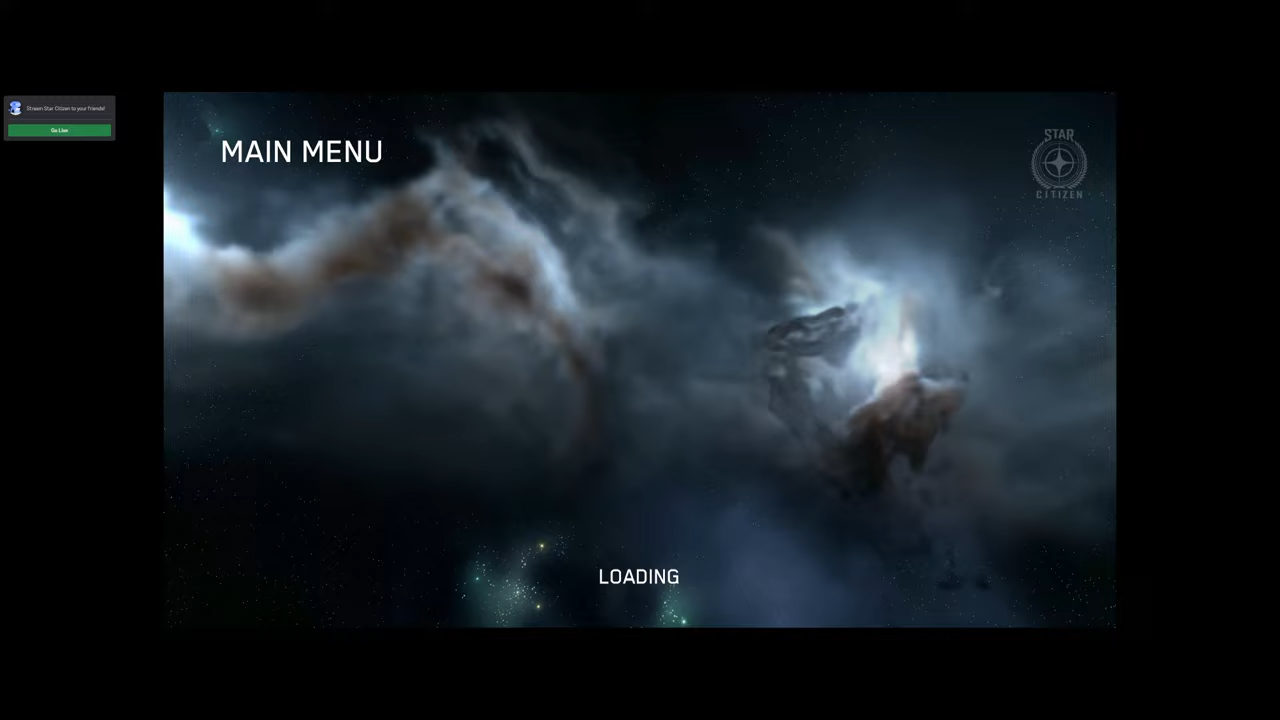 Stream Star Citizen to your friends!
Go Live
MAIN MENU
STAR
CITIZEN
LOADING